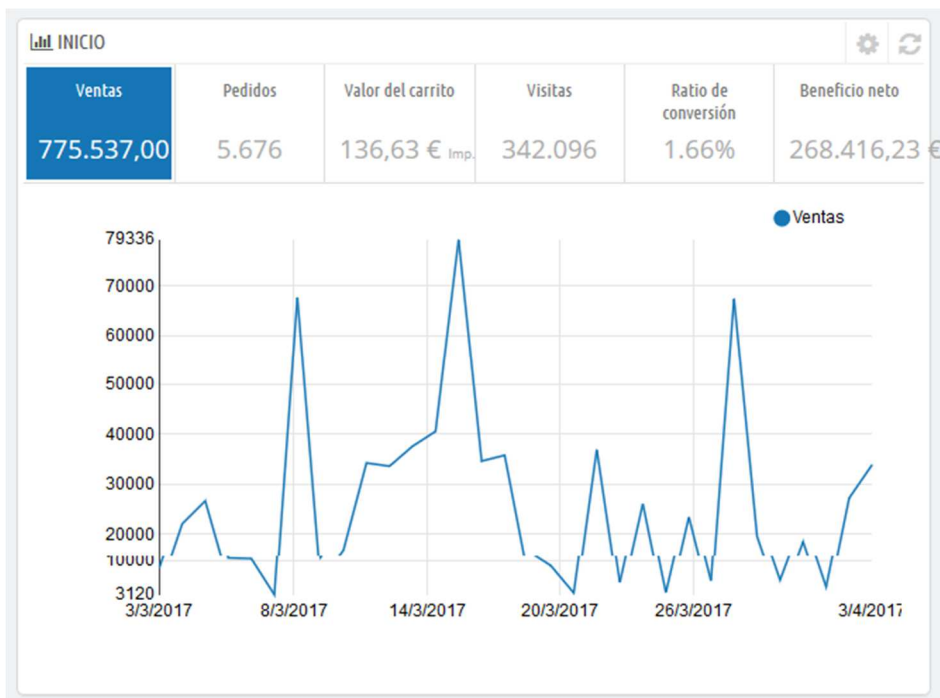 INICIO
Ventas
775.537,00
Pedidos
5.676
Valor del carrito
136,63 € Imp.
Visitas
342.096
Ratio de
conversión
1.66%
Beneficio neto
268.416,23 €
Ventas
79336
70000
60000
50000
40000
30000
20000
10000
3120
3/3/2017 8/3/2017 14/3/2017 20/3/2017 26/3/2017 3/4/2017